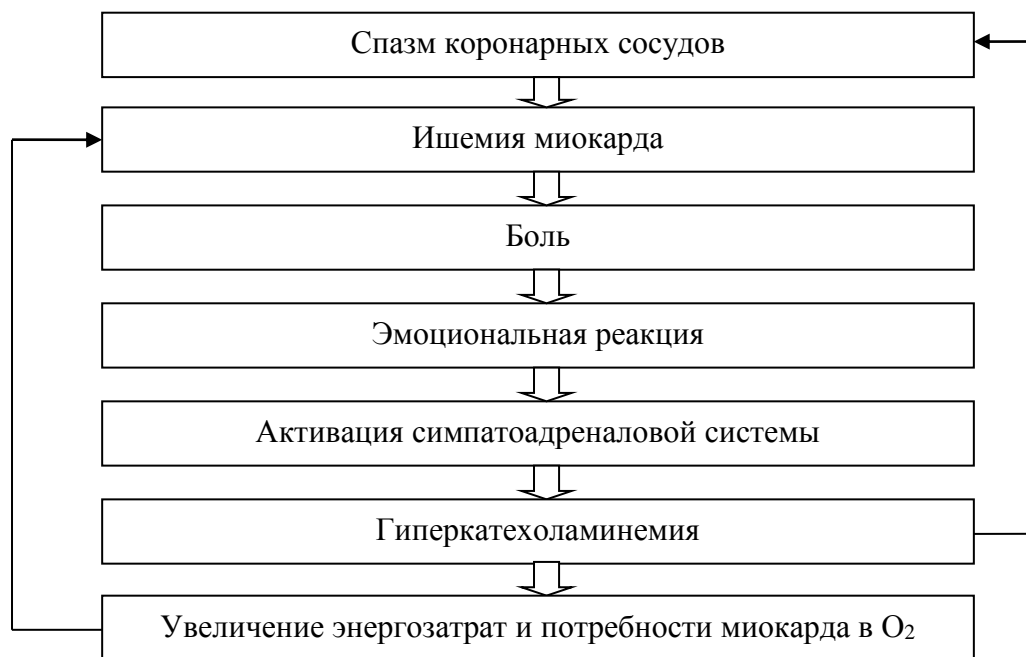 Спазм коронарных сосудов
Ишемия миокарда
Боль
Эмоциональная реакция
Активация симпатоадреналовой системы
Гиперкатехоламинемия
Увеличение энергозатрат и потребности миокарда в O₂